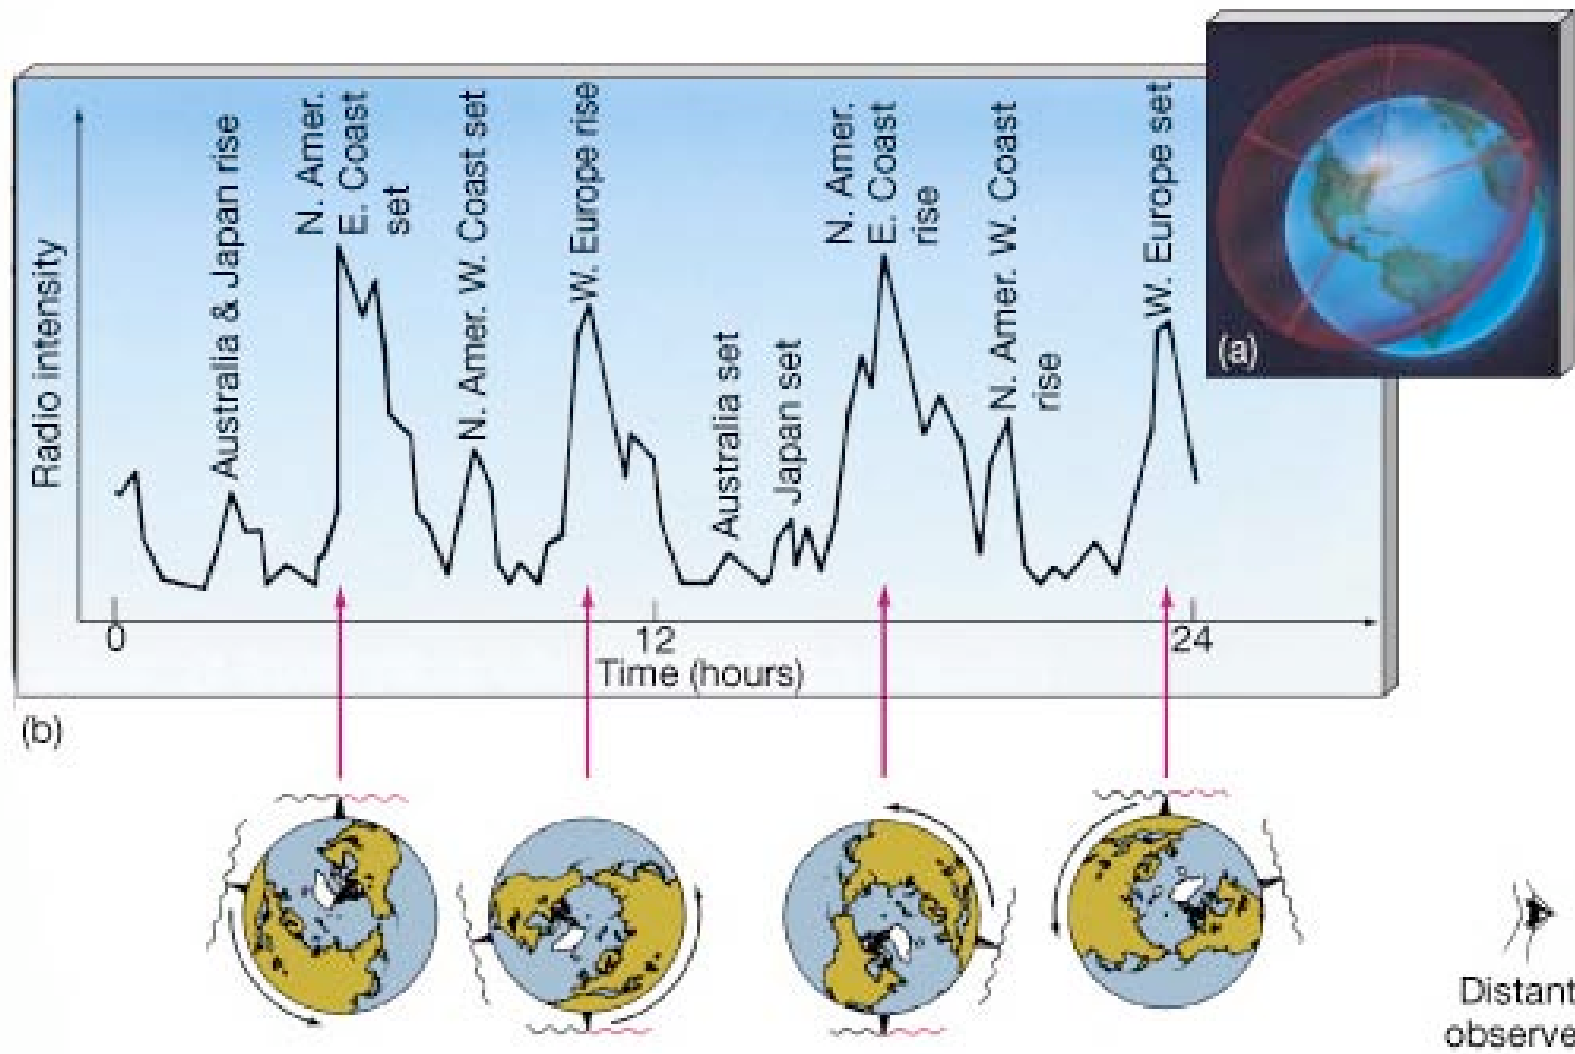 Radio intensity
Australia & Japan rise
N. Amer.
E. Coast
set
N. Amer. W. Coast set
W. Europe rise
Australia set
Japan set
N. Amer.
E. Coast
rise
N. Amer. W. Coast
rise
W. Europe set
(a)
0
12
24
Time (hours)
(b)
Distant
observe